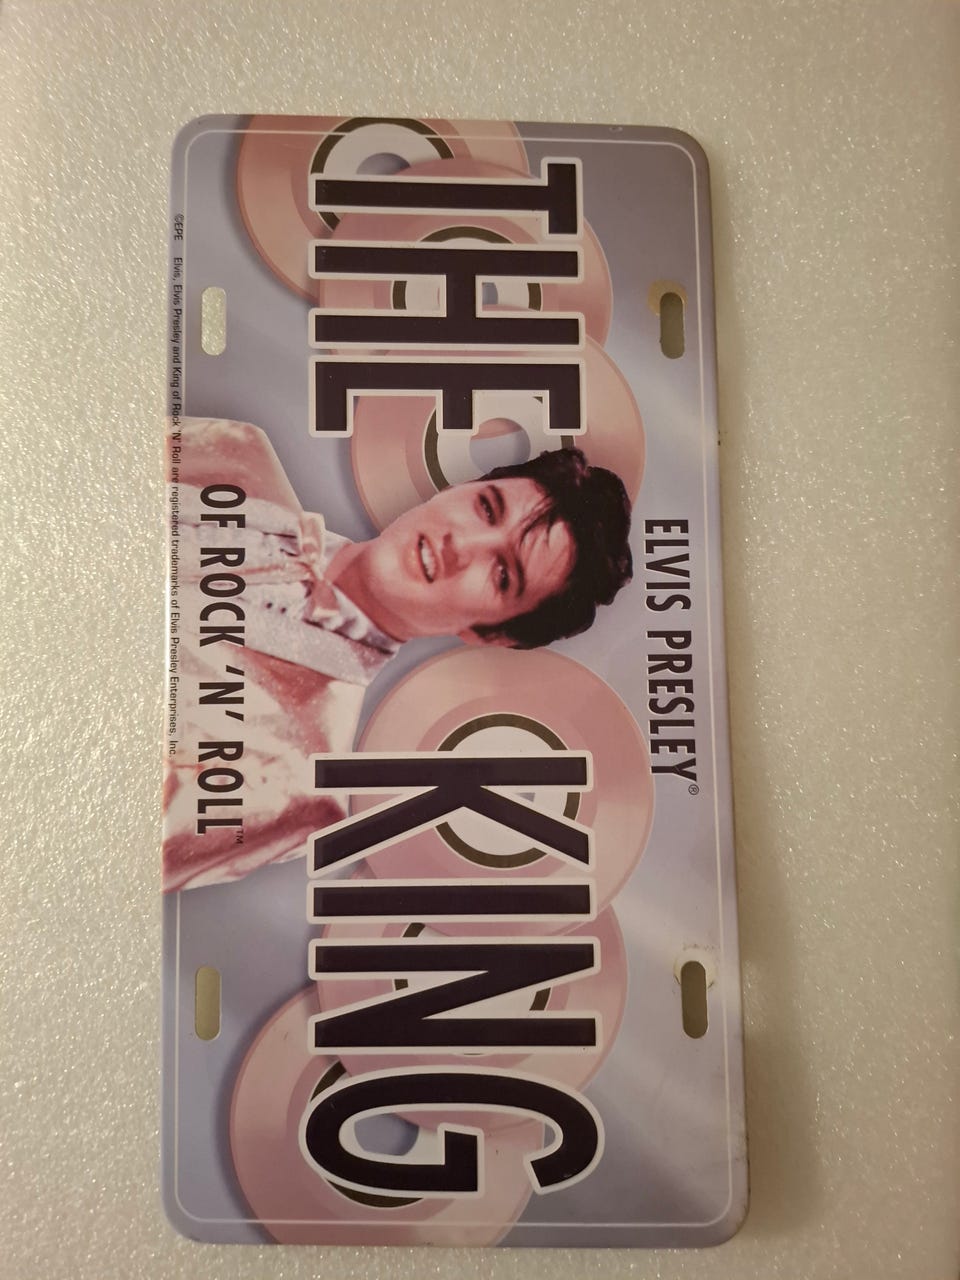 ELVIS PRESLEY®
THE KING
OF ROCK 'N' ROLL™
©EPE Elvis, Elvis Presley and King of Rock 'N' Roll are registered trademarks of Elvis Presley Enterprises, Inc.